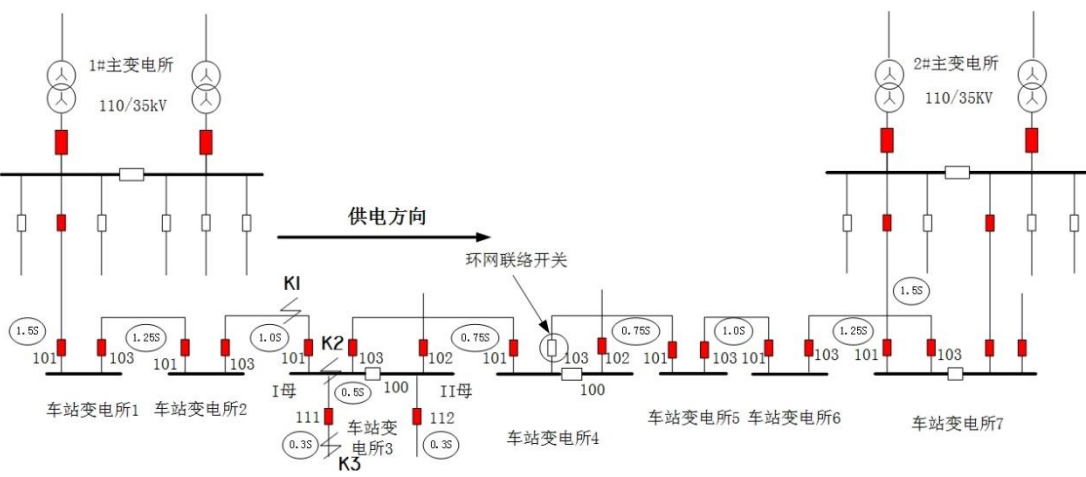 1#主变电所
110/35kV
2#主变电所
110/35KV
供电方向
环网联络开关
K1
1.5S
1.5S
1.25S
1.0S
0.75S
0.75S
1.0S
1.25S
101
103
101
103
101
K2
103
102
101
103
102
101
103
101
103
101
103
I母
0.5S
100
II母
100
车站变电所1
车站变电所2
111
车站变
电所3
112
车站变电所4
车站变电所5
车站变电所6
车站变电所7
0.3S
0.3S
K3